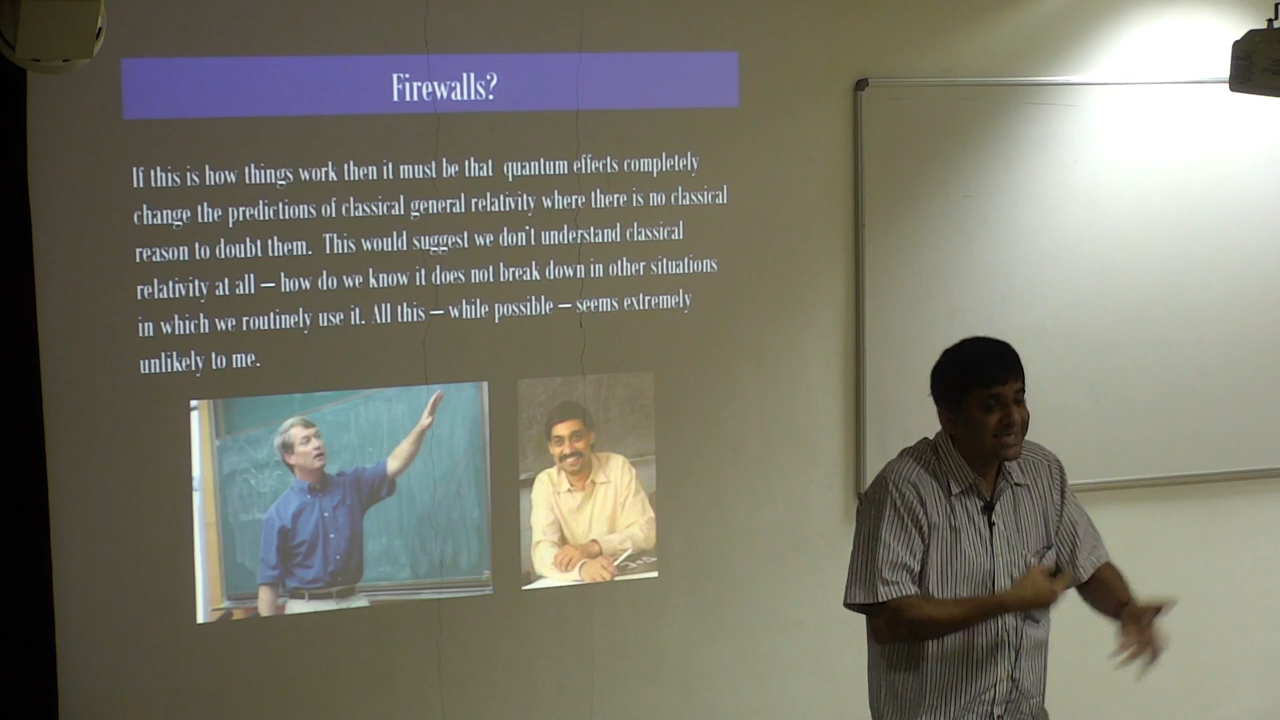 Firewalls?
If this is how things work then it must be that quantum effects completely
change the predictions of classical general relativity where there is no classical
reason to doubt them. This would suggest we don't understand classical
relativity at all – how do we know it does not break down in other situations
in which we routinely use it. All this – while possible – seems extremely
unlikely to me.